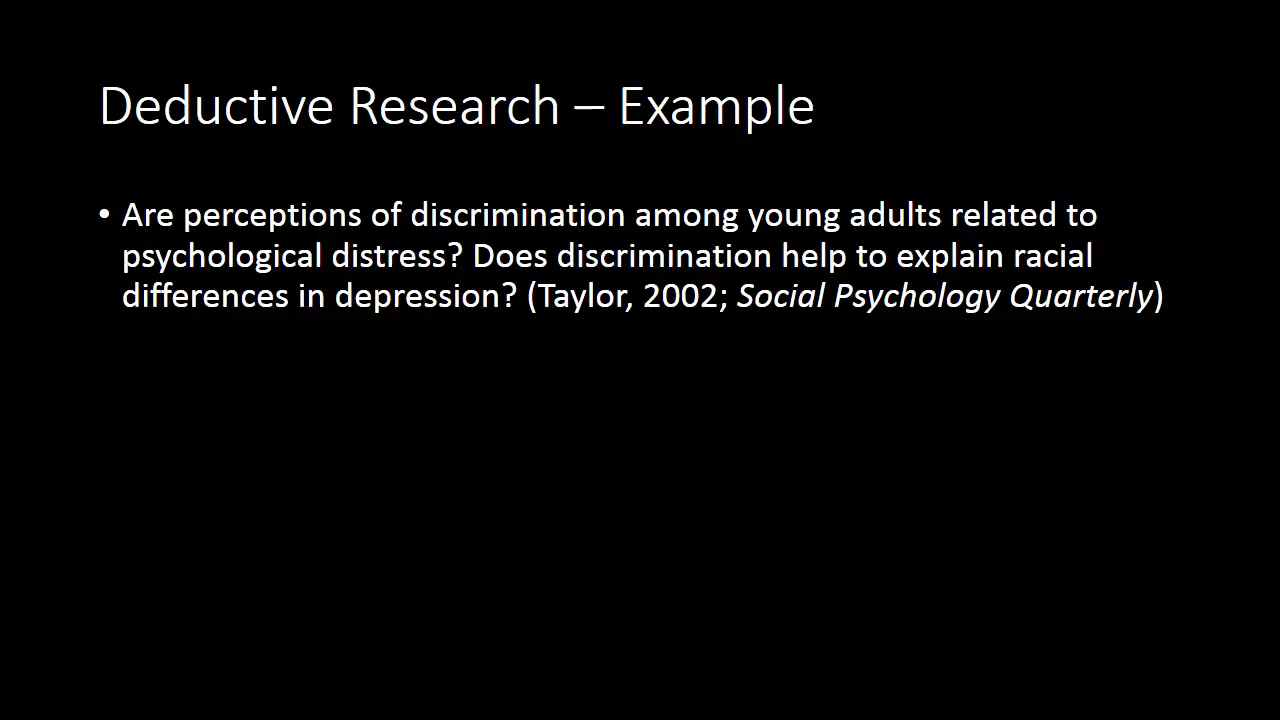 Deductive Research – Example
• Are perceptions of discrimination among young adults related to
psychological distress? Does discrimination help to explain racial
differences in depression? (Taylor, 2002; Social Psychology Quarterly)